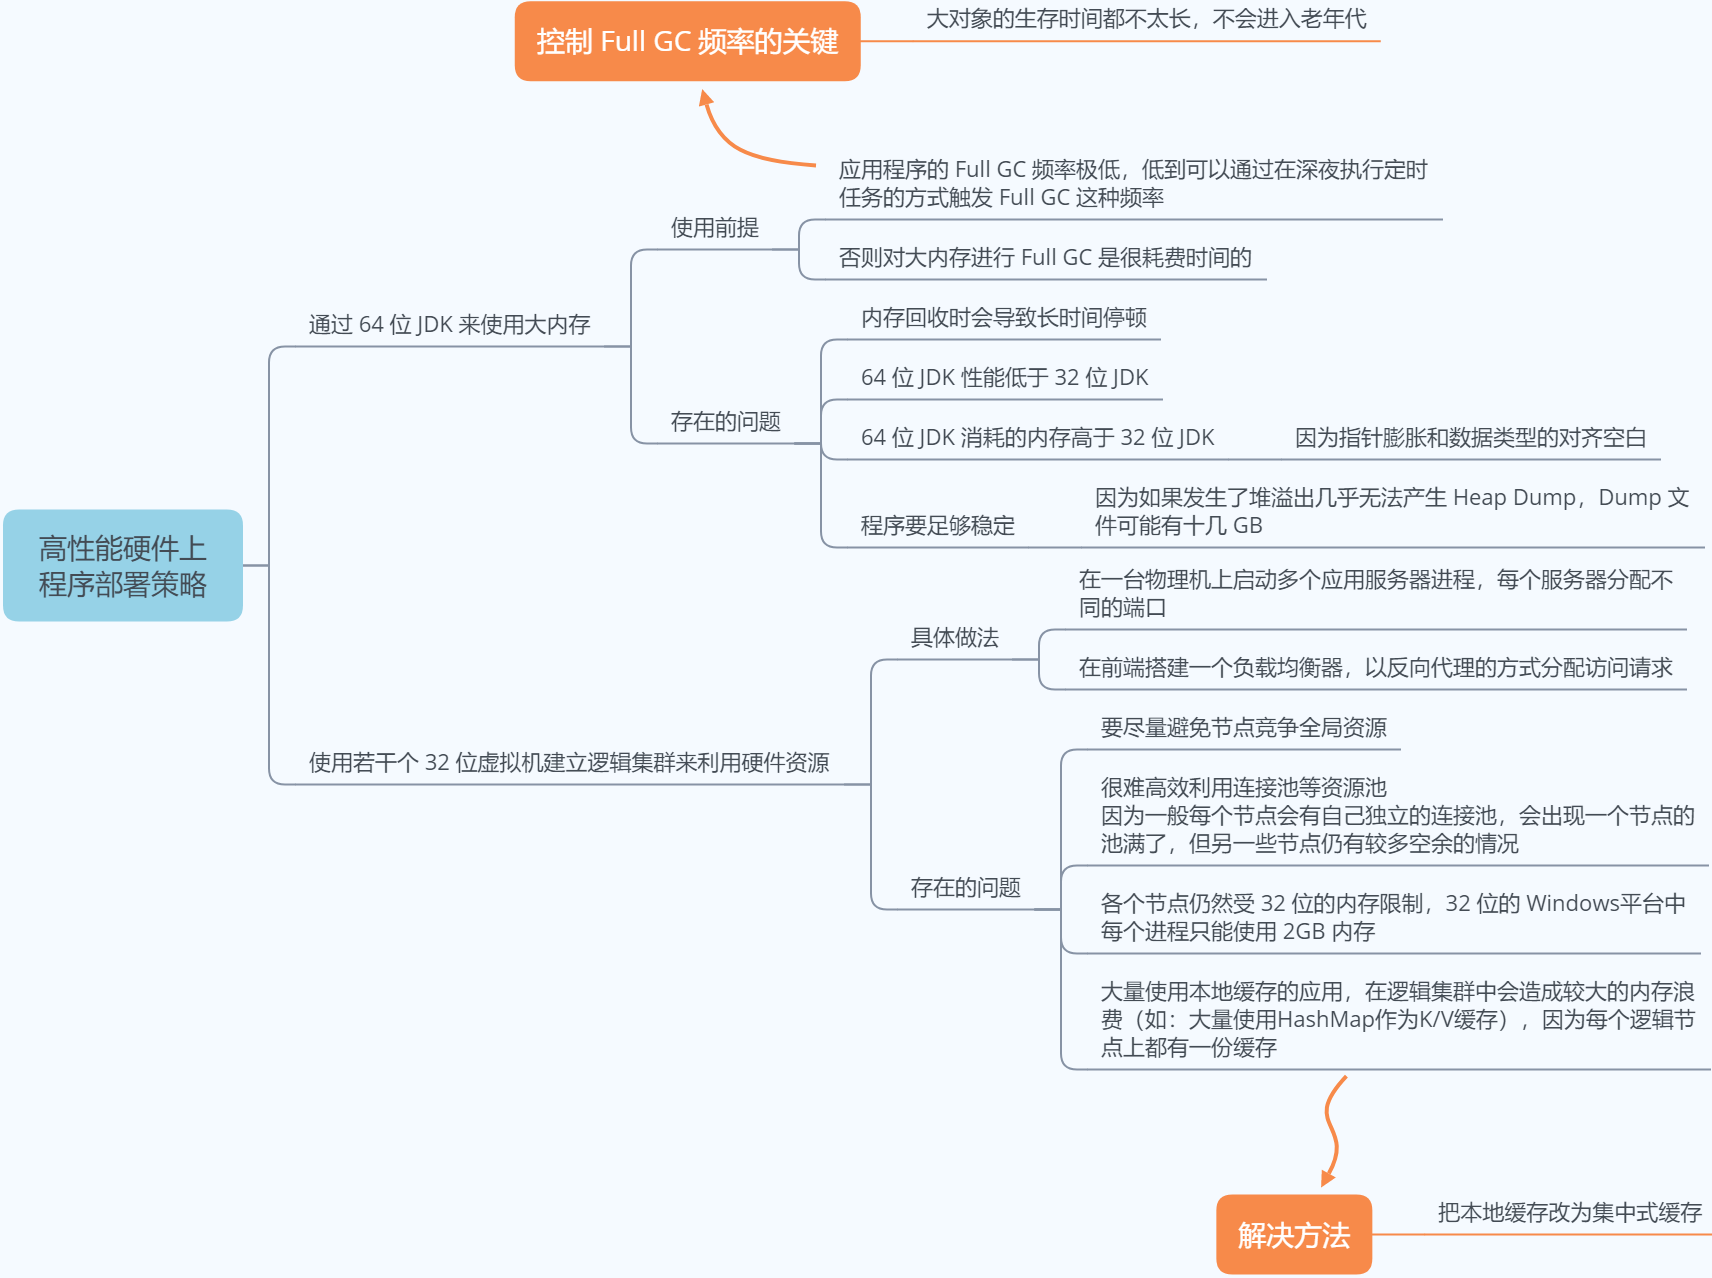 控制 Full GC 频率的关键
大对象的生存时间都不太长，不会进入老年代
应用程序的 Full GC 频率极低，低到可以通过在深夜执行定时
任务的方式触发 Full GC 这种频率
使用前提
否则对大内存进行 Full GC 是很耗费时间的
通过 64 位 JDK 来使用大内存
内存回收时会导致长时间停顿
64 位 JDK 性能低于 32 位 JDK
存在的问题
64 位 JDK 消耗的内存高于 32 位 JDK
因为指针膨胀和数据类型的对齐空白
程序要足够稳定
因为如果发生了堆溢出几乎无法产生 Heap Dump，Dump 文
件可能有十几 GB
高性能硬件上
程序部署策略
在一台物理机上启动多个应用服务器进程，每个服务器分配不
同的端口
具体做法
在前端搭建一个负载均衡器，以反向代理的方式分配访问请求
使用若干个 32 位虚拟机建立逻辑集群来利用硬件资源
要尽量避免节点竞争全局资源
很难高效利用连接池等资源池
因为一般每个节点会有自己独立的连接池，会出现一个节点的
池满了，但另一些节点仍有较多空余的情况
存在的问题
各个节点仍然受 32 位的内存限制，32 位的 Windows平台中
每个进程只能使用 2GB 内存
大量使用本地缓存的应用，在逻辑集群中会造成较大的内存浪
费（如：大量使用HashMap作为K/V缓存），因为每个逻辑节
点上都有一份缓存
解决方法
把本地缓存改为集中式缓存